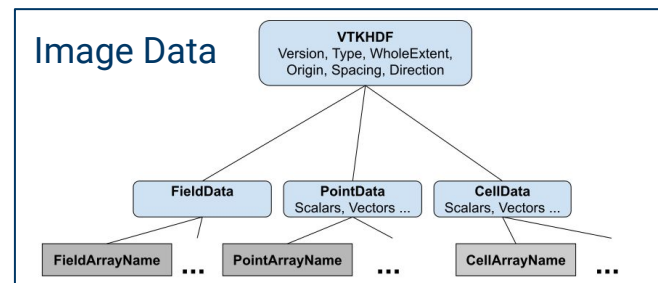 Image Data
VTKHDF
Version, Type, WholeExtent,
Origin, Spacing, Direction
FieldData
PointData
Scalars, Vectors ...
CellData
Scalars, Vectors ...
FieldArrayName
...
PointArrayName
...
CellArrayName
...